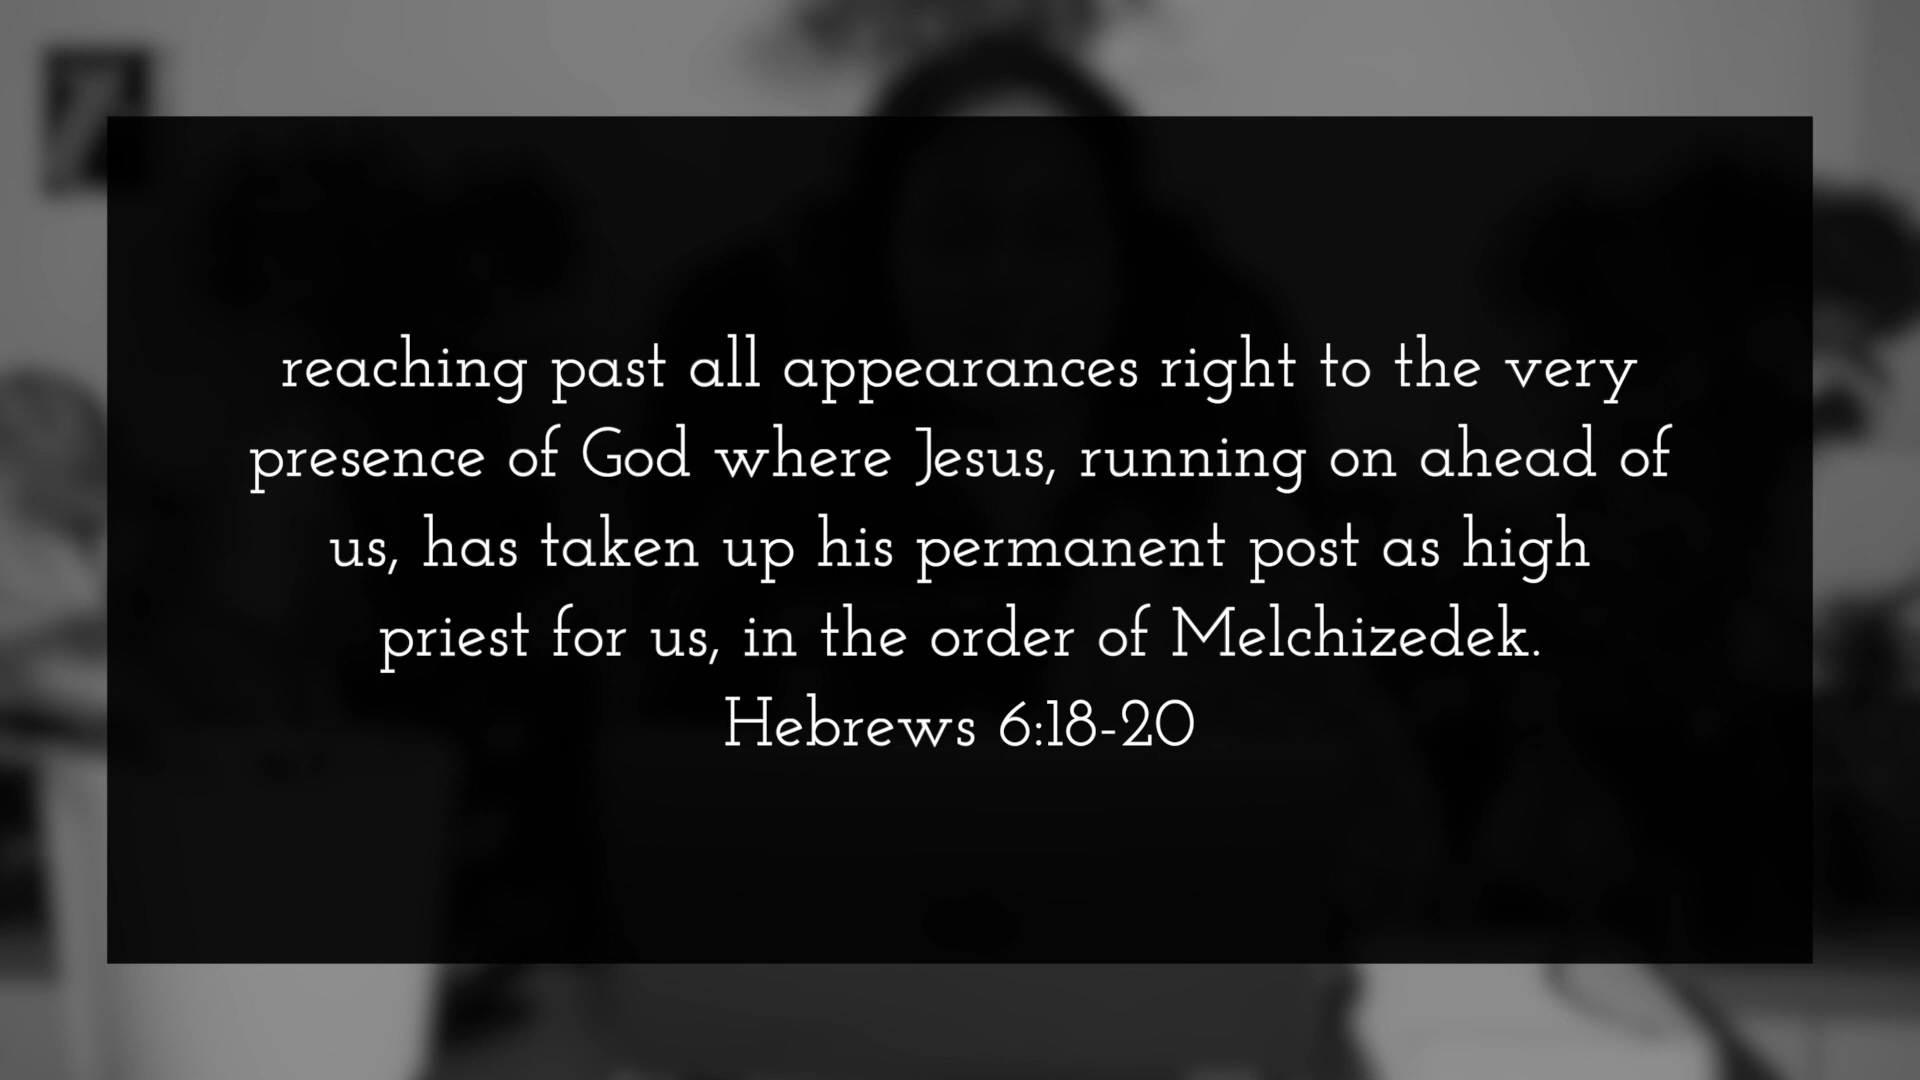 reaching past all appearances right to the very
presence of God where Jesus, running on ahead of
us, has taken up his permanent post as high
priest for us, in the order of Melchizedek.
Hebrews 6:18-20